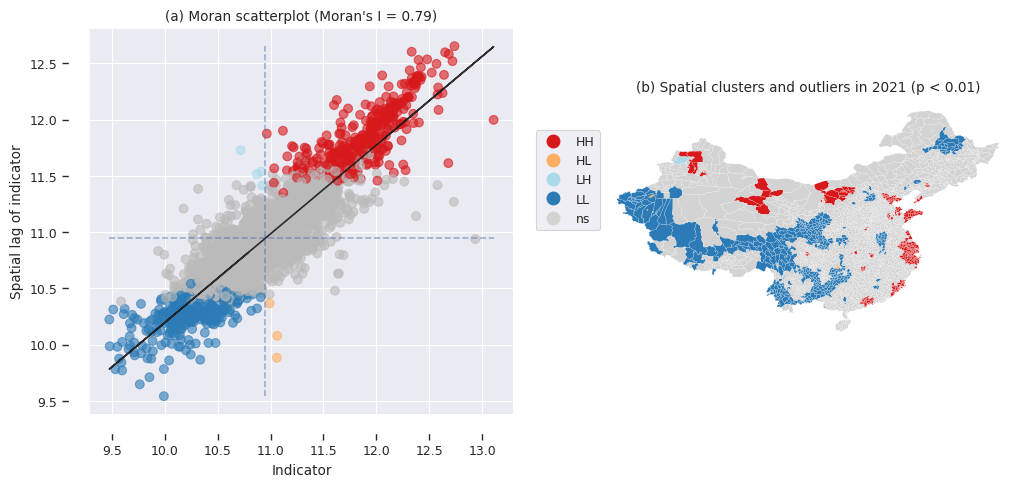 (a) Moran scatterplot (Moran's I = 0.79)
Spatial lag of indicator
12.5
12.0
11.5
11.0
10.5
10.0
9.5
9.5 10.0 10.5 11.0 11.5 12.0 12.5 13.0
Indicator
(b) Spatial clusters and outliers in 2021 (p < 0.01)
HH
HL
LH
LL
ns